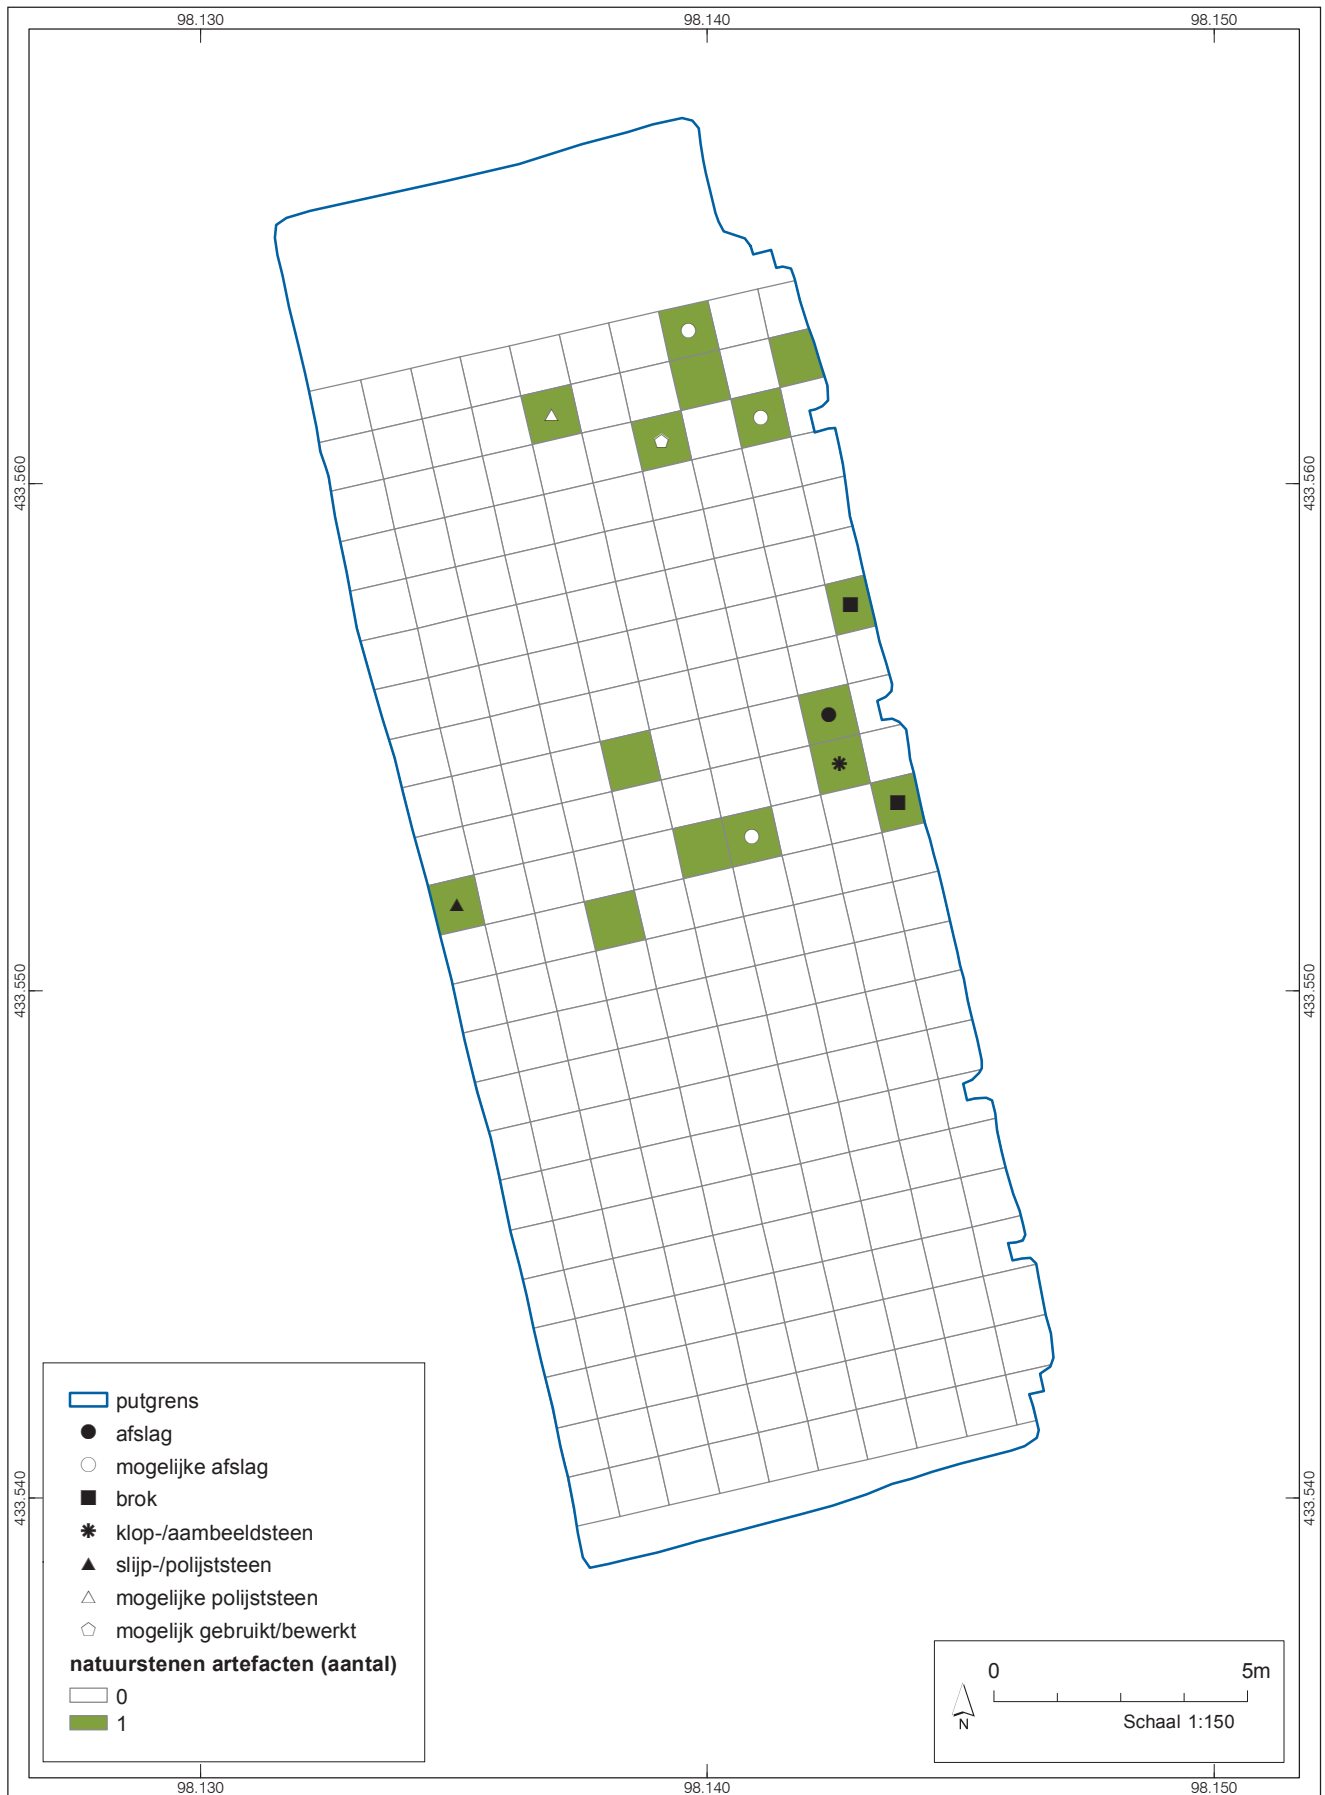 98.130 98.140 98.150
433.560 433.560
433.550 433.550
433.540 433.540
putgrens
afslag
mogelijke afslag
brok
klop-/aambeeldsteen
slijp-/polijststeen
mogelijke polijststeen
mogelijk gebruikt/bewerkt
natuurstenen artefacten (aantal)
0
1
0 5m
N
Schaal 1:150
98.130 98.140 98.150